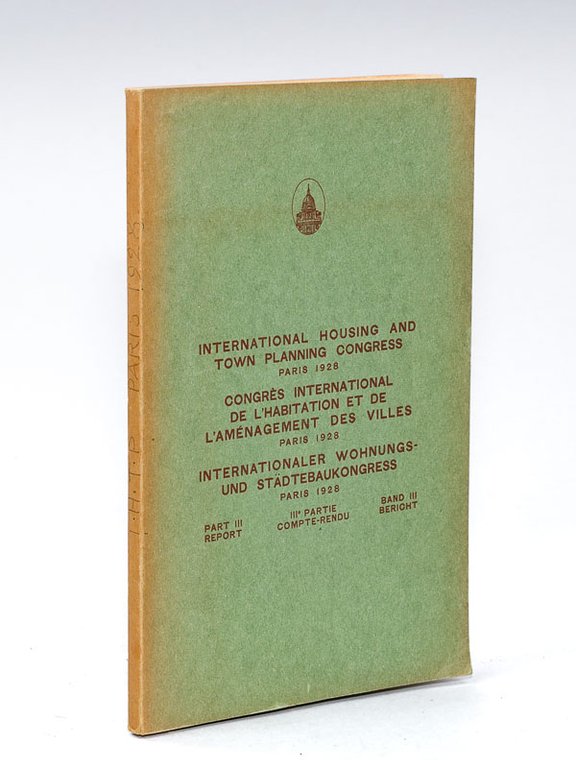 INTERNATIONAL HOUSING AND
TOWN PLANNING CONGRESS
PARIS 1928
CONGRÈS INTERNATIONAL
DE L'HABITATION ET DE
L'AMÉNAGEMENT DES VILLES
PARIS 1928
INTERNATIONALER WOHNUNGS-
UND STÄDTEBAUKONGRESS
PARIS 1928
PART III
REPORT
IIIe PARTIE
COMPTE-RENDU
BAND III
BERICHT
I.H.T.P. PARIS 1928